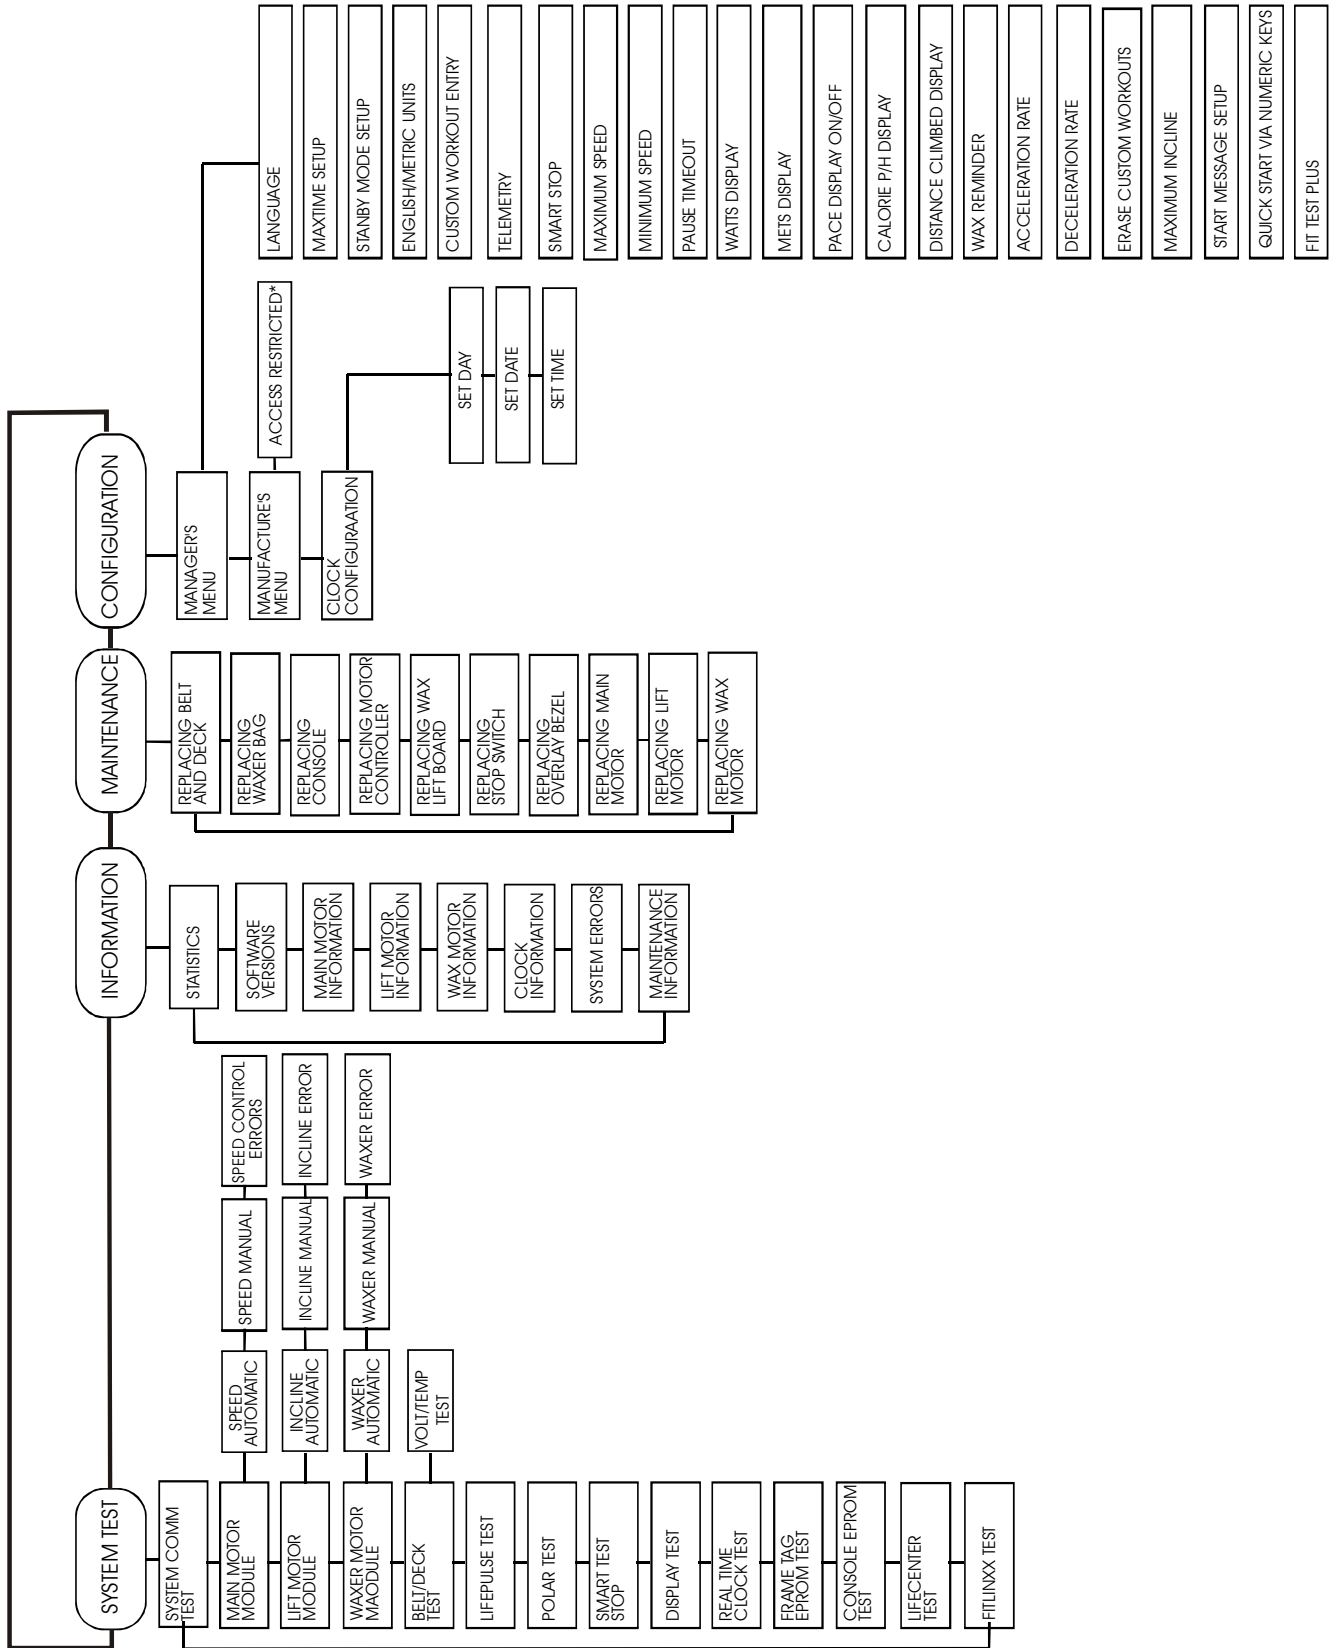 SYSTEM TEST
SYSTEM COMM
TEST
MAIN MOTOR
MODULE
SPEED
AUTOMATIC
SPEED MANUAL
SPEED CONTROL
ERRORS
LIFT MOTOR
MODULE
INCLINE
AUTOMATIC
INCLINE MANUAL
INCLINE ERROR
WAXER MOTOR
MAODULE
WAXER
AUTOMATIC
WAXER MANUAL
WAXER ERROR
BELT/DECK
TEST
VOLT/TEMP
TEST
LIFEPULSE TEST
POLAR TEST
SMART TEST
STOP
DISPLAY TEST
REAL TIME
CLOCK TEST
FRAME TAG
EPROM TEST
CONSOLE EPROM
TEST
LIFECENTER
TEST
FITLINXX TEST
INFORMATION
STATISTICS
SOFTWARE
VERSIONS
MAIN MOTOR
INFORMATION
LIFT MOTOR
INFORMATION
WAX MOTOR
INFORMATION
CLOCK
INFORMATION
SYSTEM ERRORS
MAINTENANCE
INFORMATION
MAINTENANCE
REPLACING BELT
AND DECK
REPLACING
WAXER BAG
REPLACING
CONSOLE
REPLACING MOTOR
CONTROLLER
REPLACING WAX
LIFT BOARD
REPLACING
STOP SWITCH
REPLACING
OVERLAY BEZEL
REPLACING MAIN
MOTOR
REPLACING LIFT
MOTOR
REPLACING WAX
MOTOR
CONFIGURATION
MANAGER'S
MENU
MANUFACTURE'S
MENU
ACCESS RESTRICTED*
CLOCK
CONFIGURAATION
SET DAY
SET DATE
SET TIME
LANGUAGE
MAXTIME SETUP
STANBY MODE SETUP
ENGLISH/METRIC UNITS
CUSTOM WORKOUT ENTRY
TELEMETRY
SMART STOP
MAXIMUM SPEED
MINIMUM SPEED
PAUSE TIMEOUT
WATTS DISPLAY
METS DISPLAY
PACE DISPLAY ON/OFF
CALORIE P/H DISPLAY
DISTANCE CLIMBED DISPLAY
WAX REMINDER
ACCELERATION RATE
DECELERATION RATE
ERASE CUSTOM WORKOUTS
MAXIMUM INCLINE
START MESSAGE SETUP
QUICK START VIA NUMERIC KEYS
FIT TEST PLUS